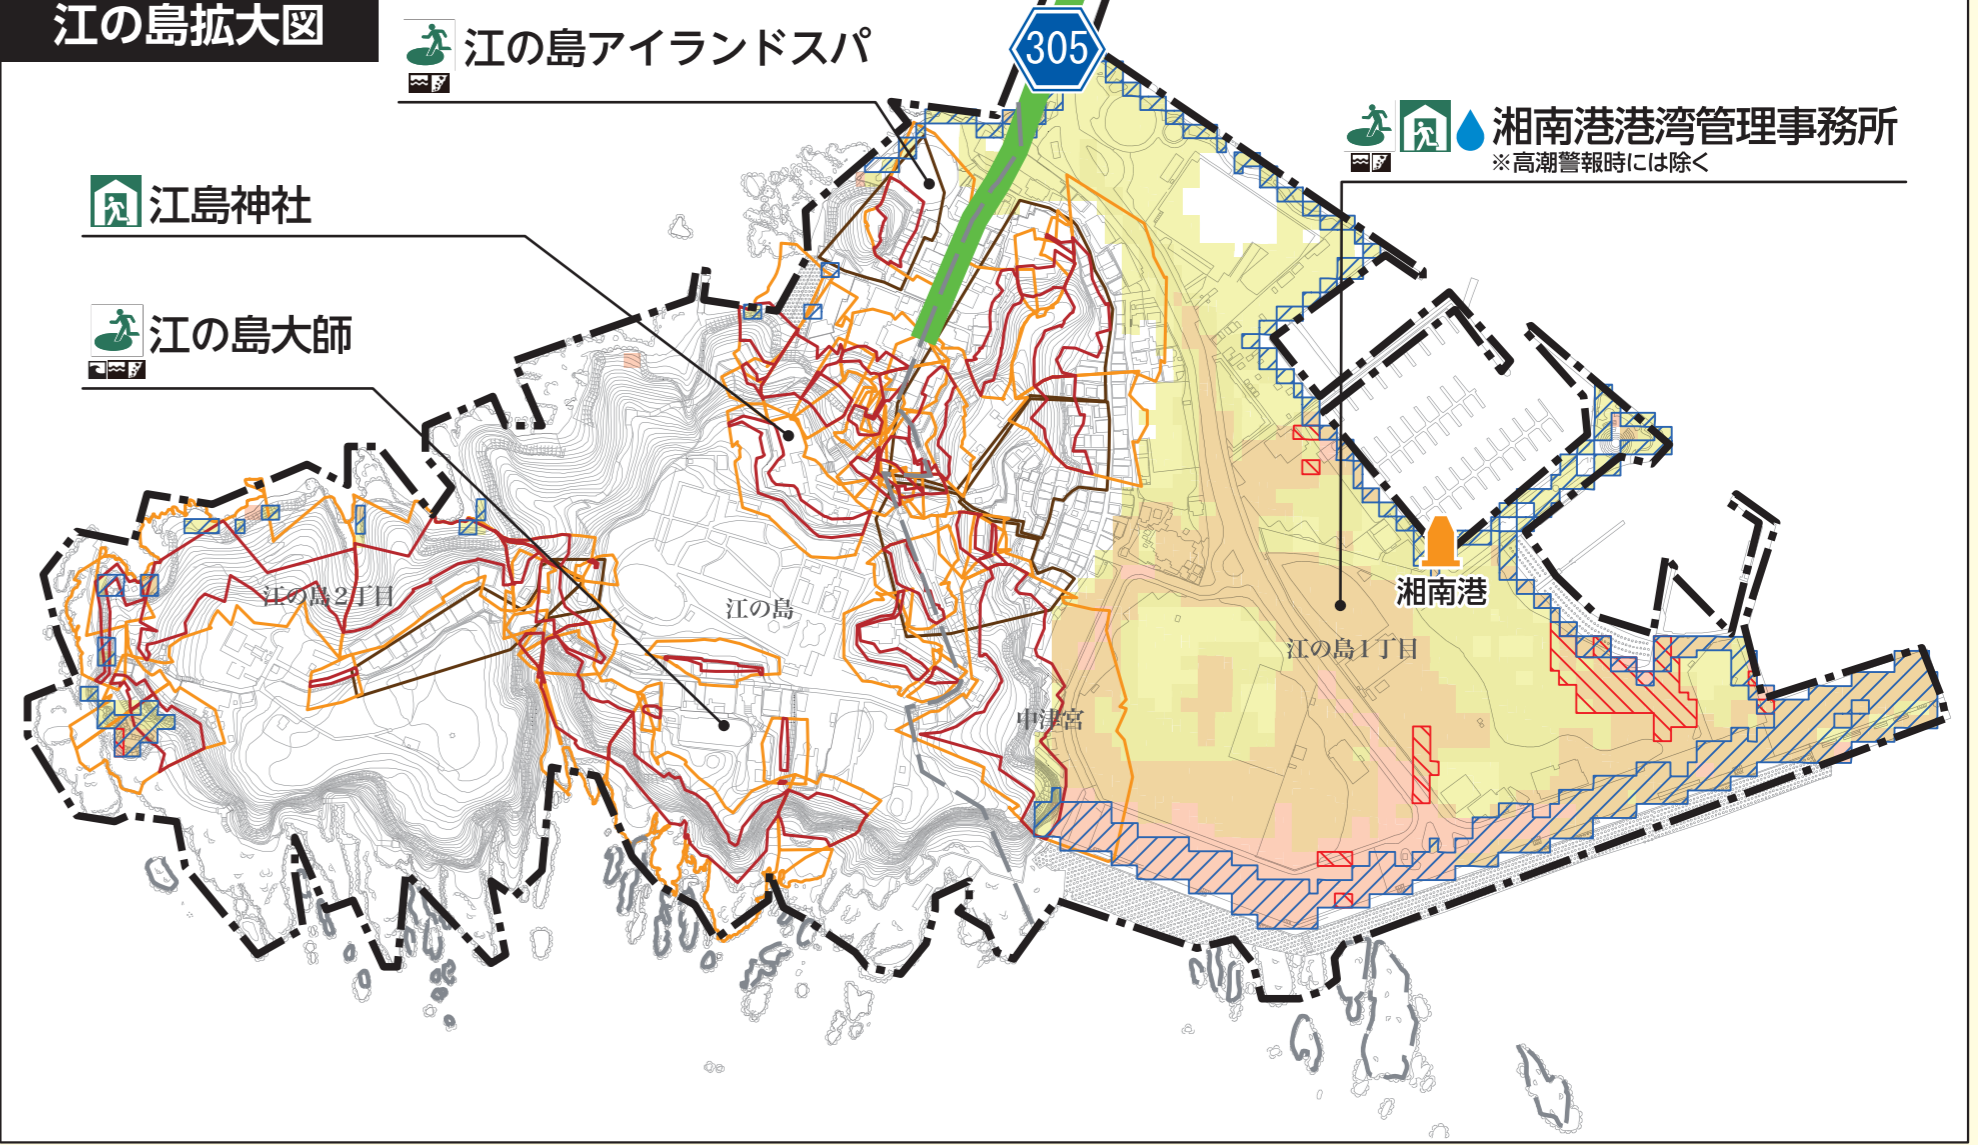 江の島拡大図
江の島アイランドスパ
305
湘南港港湾管理事務所
※高潮警報時には除く
江島神社
江の島大師
湘南港
江の島2丁目
江の島
江の島1丁目
中津宮